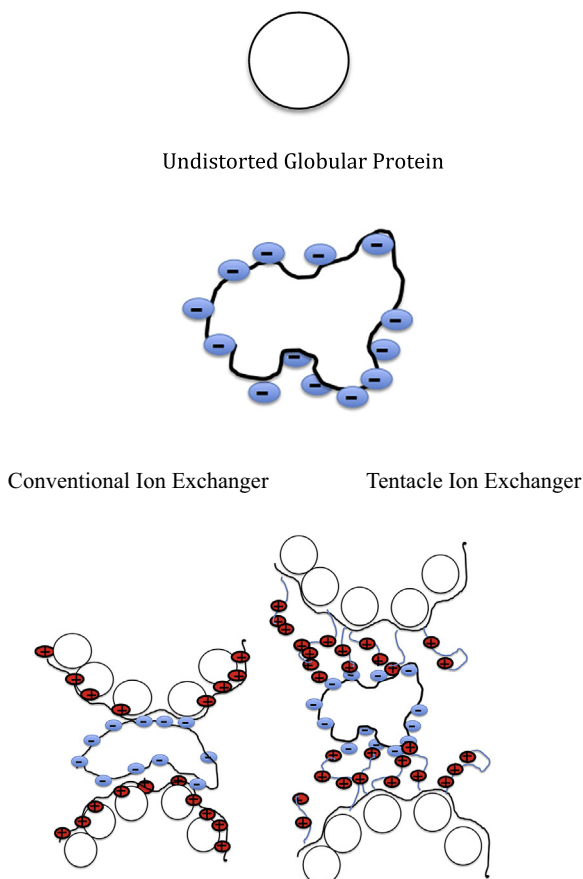 Undistorted Globular Protein
Conventional Ion Exchanger
Tentacle Ion Exchanger